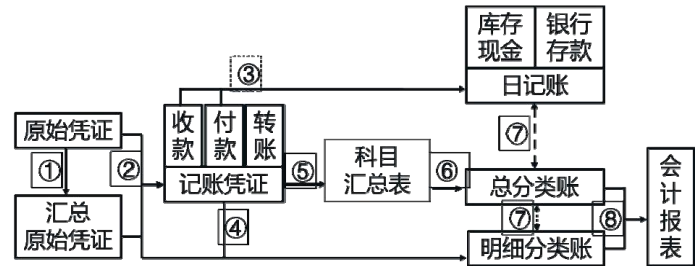 库存现金
银行存款
日记账
③
原始凭证
①
②
汇总
原始凭证
收款
付款
转账
记账凭证
④
⑤
科目
汇总表
⑥
⑦
总分类账
⑦
明细分类账
⑧
会计报表